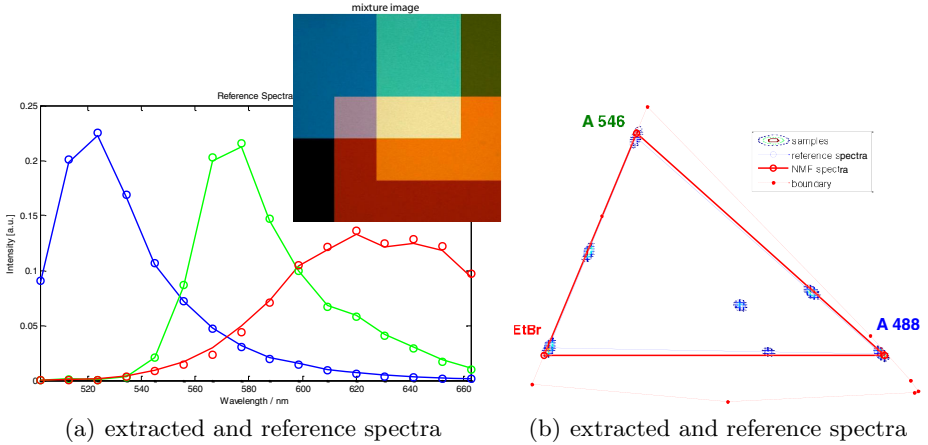 mixture image
Reference Spectra
0.25
0.2
0.15
0.1
0.05
0
520
540
560
580
600
620
640
660
Intensity [a.u.]
Wavelength / nm
A 546
samples
reference spectra
NMF spectra
boundary
EtBr
A 488
(a) extracted and reference spectra
(b) extracted and reference spectra